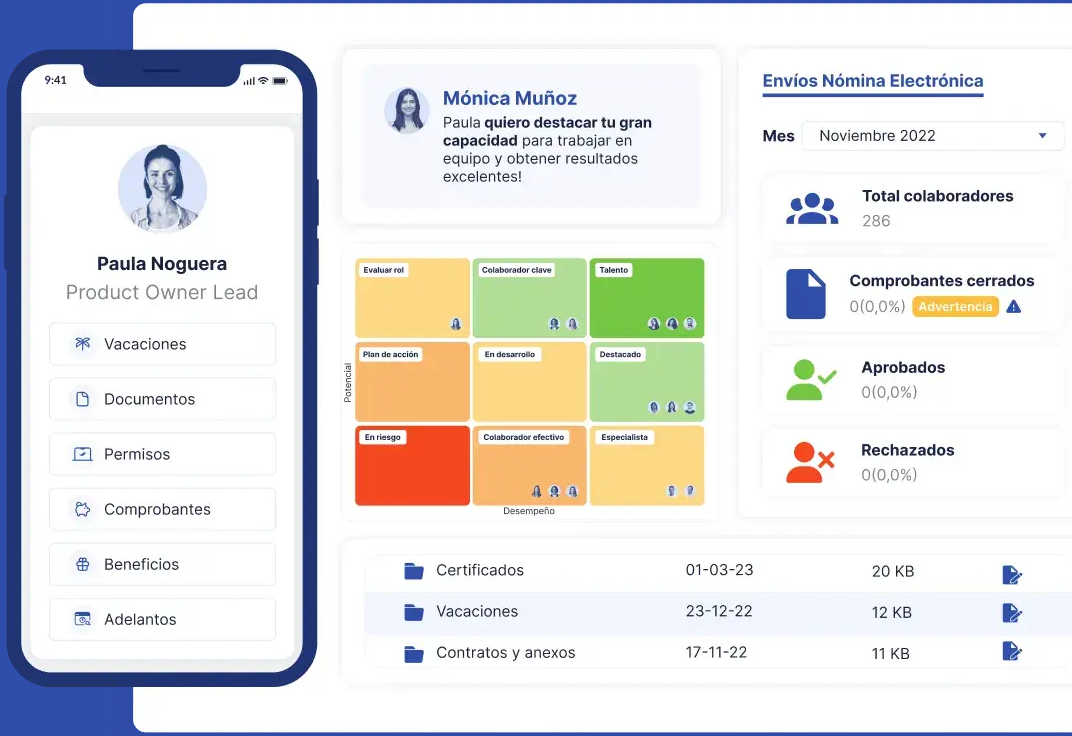 9:41
Paula Noguera
Product Owner Lead
Vacaciones
Documentos
Permisos
Comprobantes
Beneficios
Adelantos
Mónica Muñoz
Paula quiero destacar tu gran
capacidad para trabajar en
equipo y obtener resultados
excelentes!
Potencial
Evaluar rol
Colaborador clave
Talento
Plan de acción
En desarrollo
Destacado
En riesgo
Colaborador efectivo
Especialista
Desempeño
Envíos Nómina Electrónica
Mes Noviembre 2022
Total colaboradores
286
Comprobantes cerrados
0(0,0%) Advertencia
Aprobados
0(0,0%)
Rechazados
0(0,0%)
Certificados 01-03-23 20 KB
Vacaciones 23-12-22 12 KB
Contratos y anexos 17-11-22 11 KB